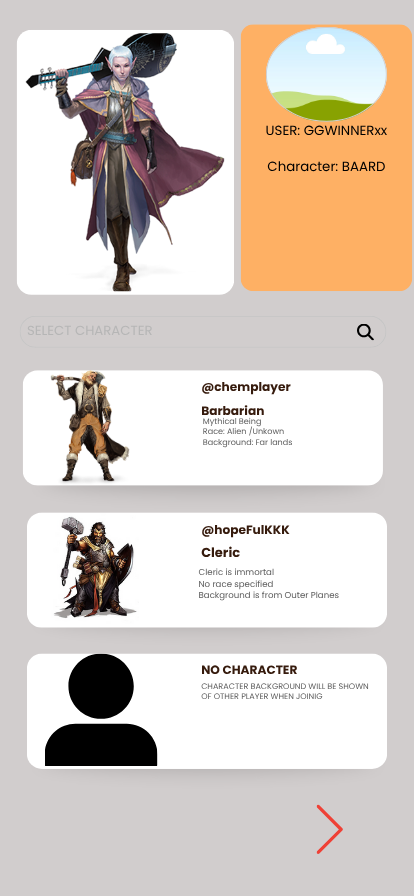 USER: GGWINNERxx
Character: BAARD
SELECT CHARACTER
@chemplayer
Barbarian
Mythical Being
Race: Alien /Unkown
Background: Far lands
@hopeFulKKK
Cleric
Cleric is immortal
No race specified
Background is from Outer Planes
NO CHARACTER
CHARACTER BACKGROUND WILL BE SHOWN
OF OTHER PLAYER WHEN JOINIG